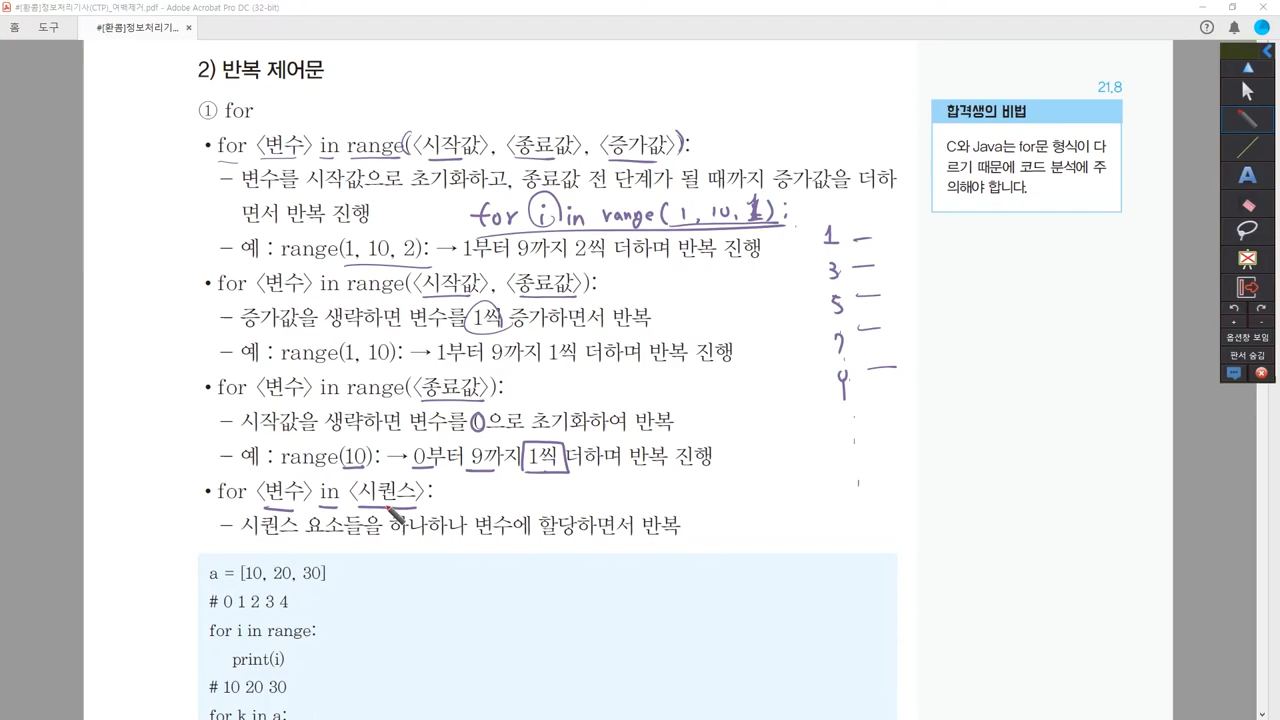 #[환콤]정보처리기사(CTP)_여백제거.pdf - Adobe Acrobat Pro DC (32-bit)
홈 도구 #[환콤]정보처리기... ×
2) 반복 제어문
① for
• for 〈변수〉 in range(〈시작값〉, 〈종료값〉, 〈증가값〉):
– 변수를 시작값으로 초기화하고, 종료값 전 단계가 될 때까지 증가값을 더하
면서 반복 진행
for i in range(1, 10, 1):
– 예 : range(1, 10, 2): → 1부터 9까지 2씩 더하며 반복 진행
• for 〈변수〉 in range(〈시작값〉, 〈종료값〉):
– 증가값을 생략하면 변수를 1씩 증가하면서 반복
– 예 : range(1, 10): → 1부터 9까지 1씩 더하며 반복 진행
• for 〈변수〉 in range(〈종료값〉):
– 시작값을 생략하면 변수를 0으로 초기화하여 반복
– 예 : range(10): → 0부터 9까지 1씩 더하며 반복 진행
• for 〈변수〉 in 〈시퀀스〉:
– 시퀀스 요소들을 하나하나 변수에 할당하면서 반복
a = [10, 20, 30]
# 0 1 2 3 4
for i in range:
print(i)
# 10 20 30
for k in a:
1
3
5
7
9
21.8
합격생의 비법
C와 Java는 for문 형식이 다
르기 때문에 코드 분석에 주
의해야 합니다.
옵션창 보임
판서 숨김